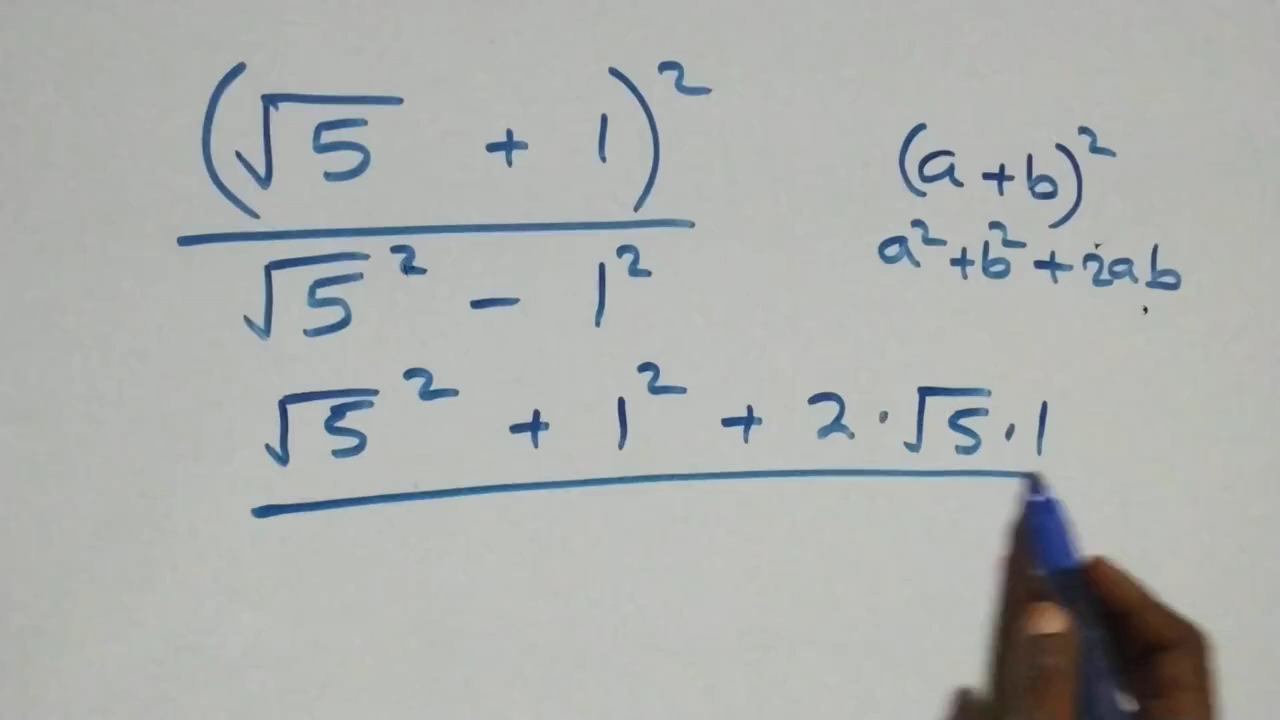 (√5 + 1)²
√5² - 1²
√5² + 1² + 2·√5·1
(a+b)²
a²+b²+2ab